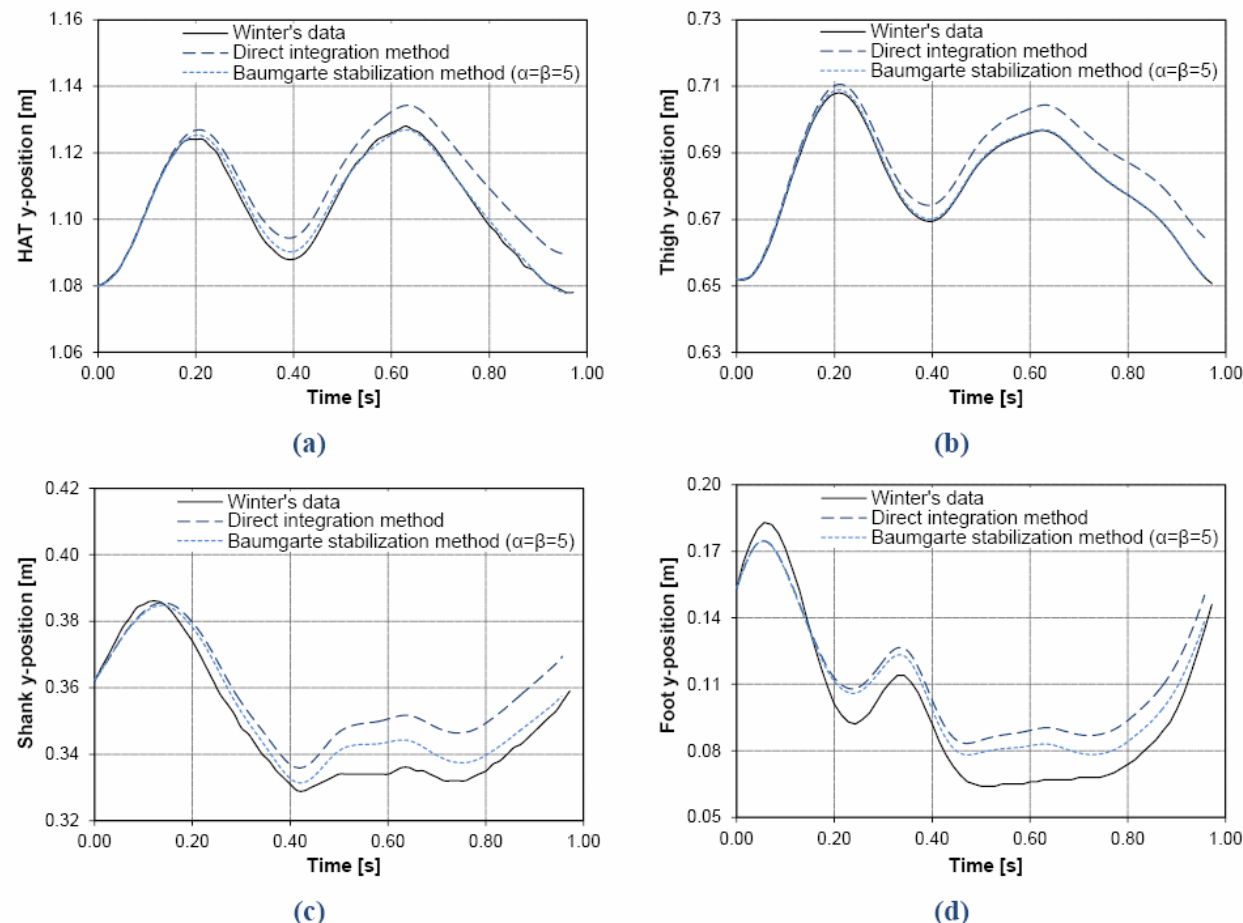 1.16
1.14
1.12
1.10
1.08
1.06
HAT y-position [m]
Winter's data
Direct integration method
Baumgarte stabilization method (α=β=5)
0.00 0.20 0.40 0.60 0.80 1.00
Time [s]
(a)
0.73
0.71
0.69
0.67
0.65
0.63
Thigh y-position [m]
Winter's data
Direct integration method
Baumgarte stabilization method (α=β=5)
0.00 0.20 0.40 0.60 0.80 1.00
Time [s]
(b)
0.42
0.40
0.38
0.36
0.34
0.32
Shank y-position [m]
Winter's data
Direct integration method
Baumgarte stabilization method (α=β=5)
0.00 0.20 0.40 0.60 0.80 1.00
Time [s]
(c)
0.20
0.17
0.14
0.11
0.08
0.05
Foot y-position [m]
Winter's data
Direct integration method
Baumgarte stabilization method (α=β=5)
0.00 0.20 0.40 0.60 0.80 1.00
Time [s]
(d)